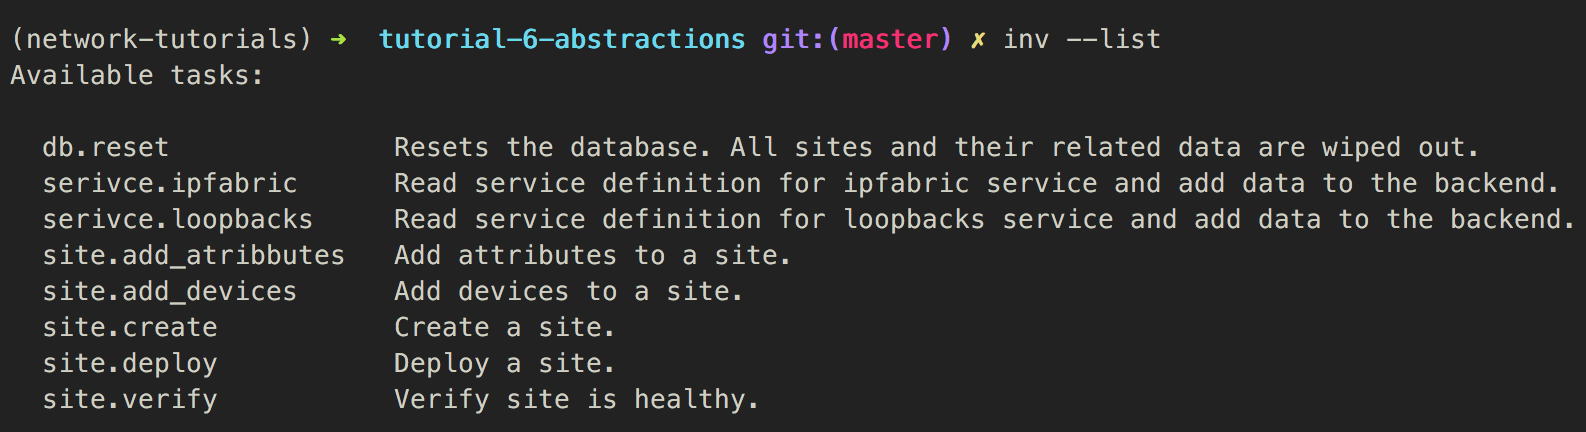 (network-tutorials) ➜  tutorial-6-abstractions git:(master) ✗ inv --list
Available tasks:
db.reset              Resets the database. All sites and their related data are wiped out.
serivce.ipfabric      Read service definition for ipfabric service and add data to the backend.
serivce.loopbacks     Read service definition for loopbacks service and add data to the backend.
site.add_atribbutes   Add attributes to a site.
site.add_devices      Add devices to a site.
site.create           Create a site.
site.deploy           Deploy a site.
site.verify           Verify site is healthy.